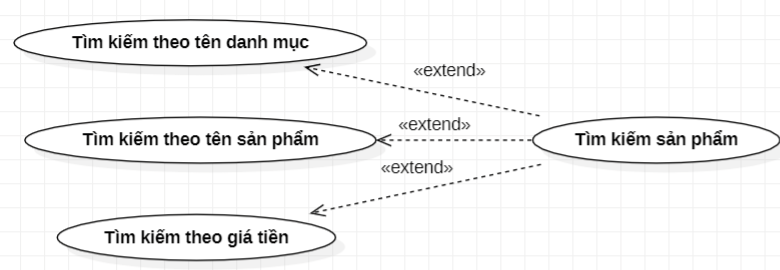 Tìm kiếm theo tên danh mục
«extend»
«extend»
Tìm kiếm theo tên sản phẩm
Tìm kiếm sản phẩm
«extend»
Tìm kiếm theo giá tiền